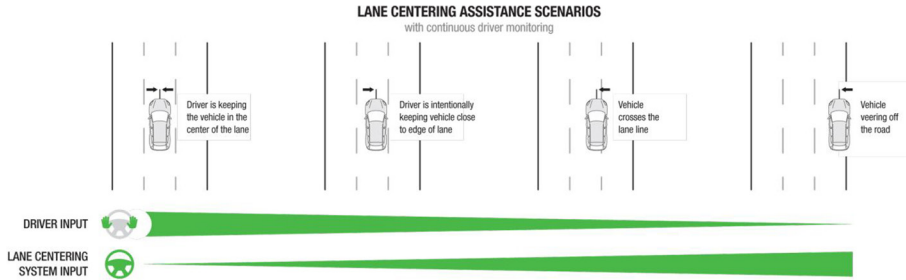 LANE CENTERING ASSISTANCE SCENARIOS
with continuous driver monitoring
Driver is keeping
the vehicle in the
center of the lane
Driver is intentionally
keeping vehicle close
to edge of lane
Vehicle
crosses the
lane line
Vehicle
veering off
the road
DRIVER INPUT
LANE CENTERING
SYSTEM INPUT